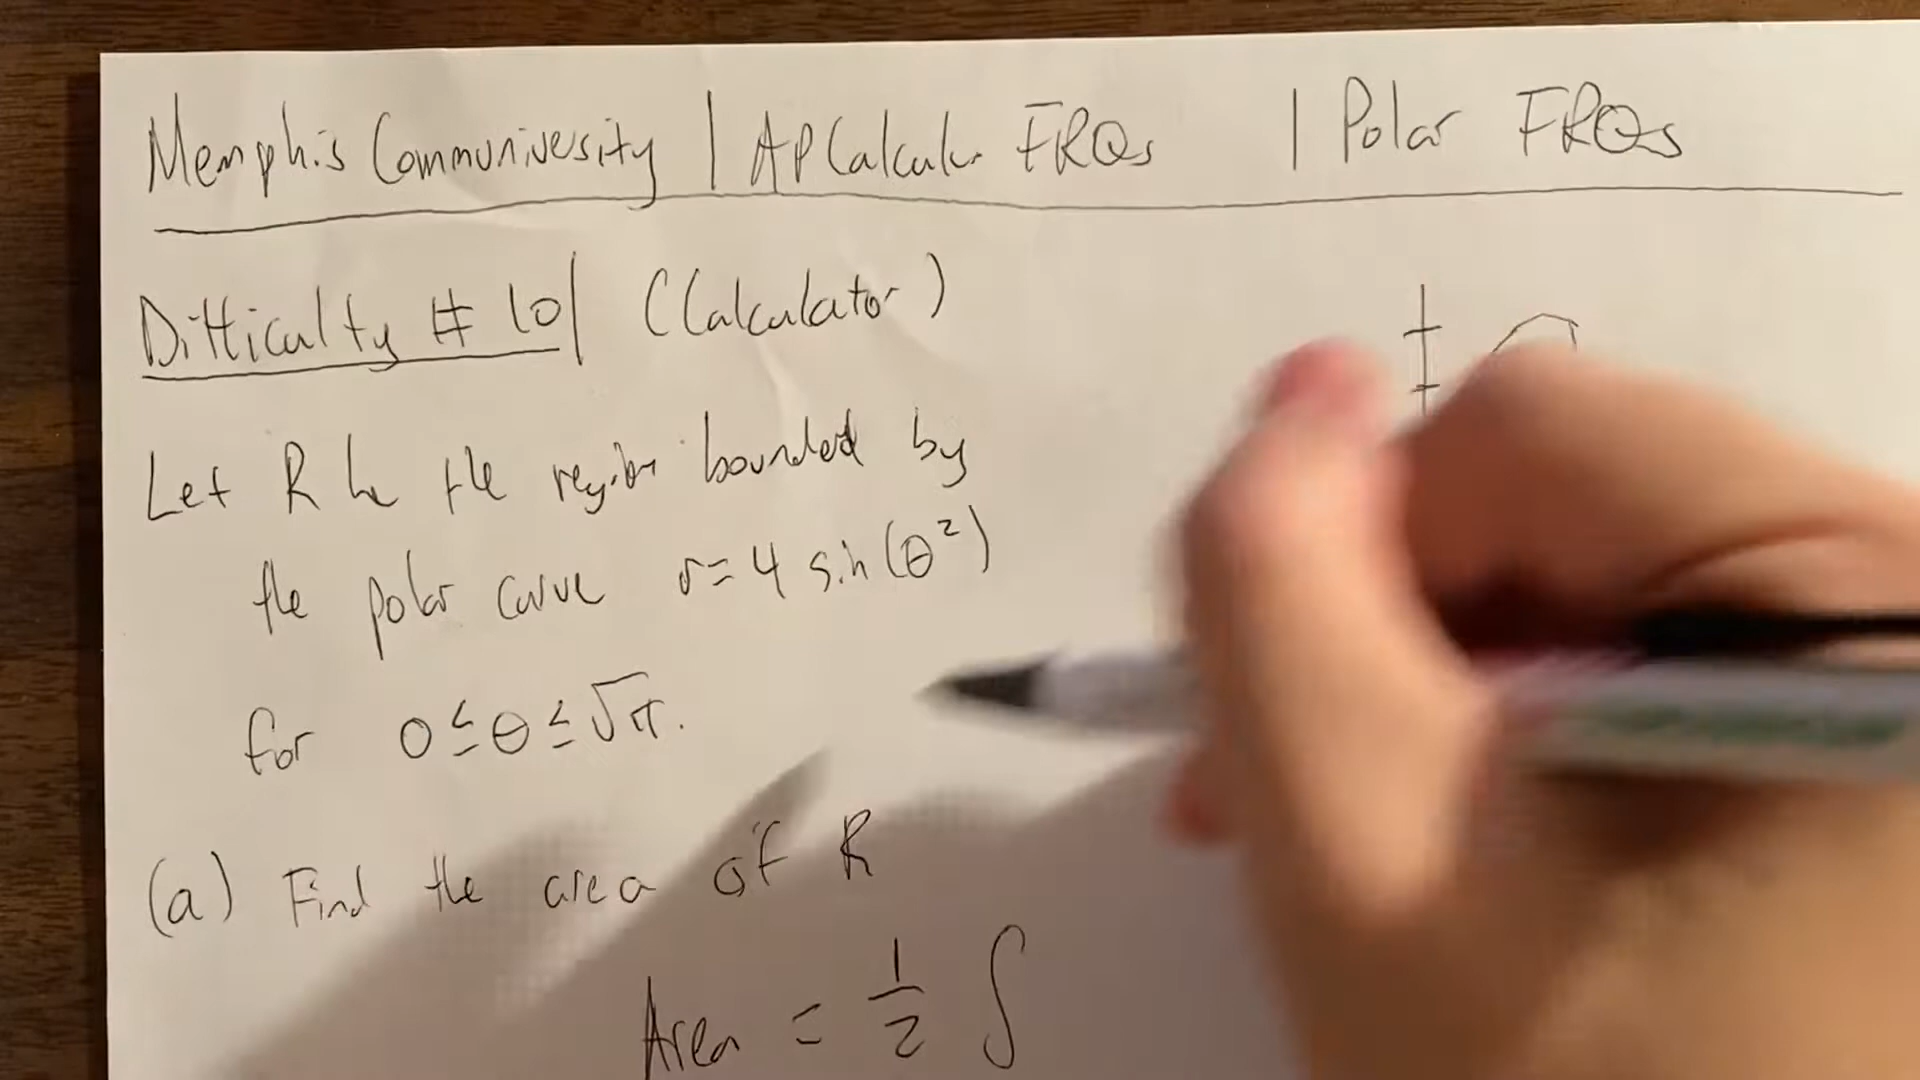 Memphis Communiversity | AP Calculus FRQs | Polar FRQs
Difficulty # 10 | (Calculator)
Let R be the region bounded by
the polar curve r = 4 sin(θ²)
for 0 ≤ θ ≤ √π.
(a) Find the area of R
Area = 1/2 ∫